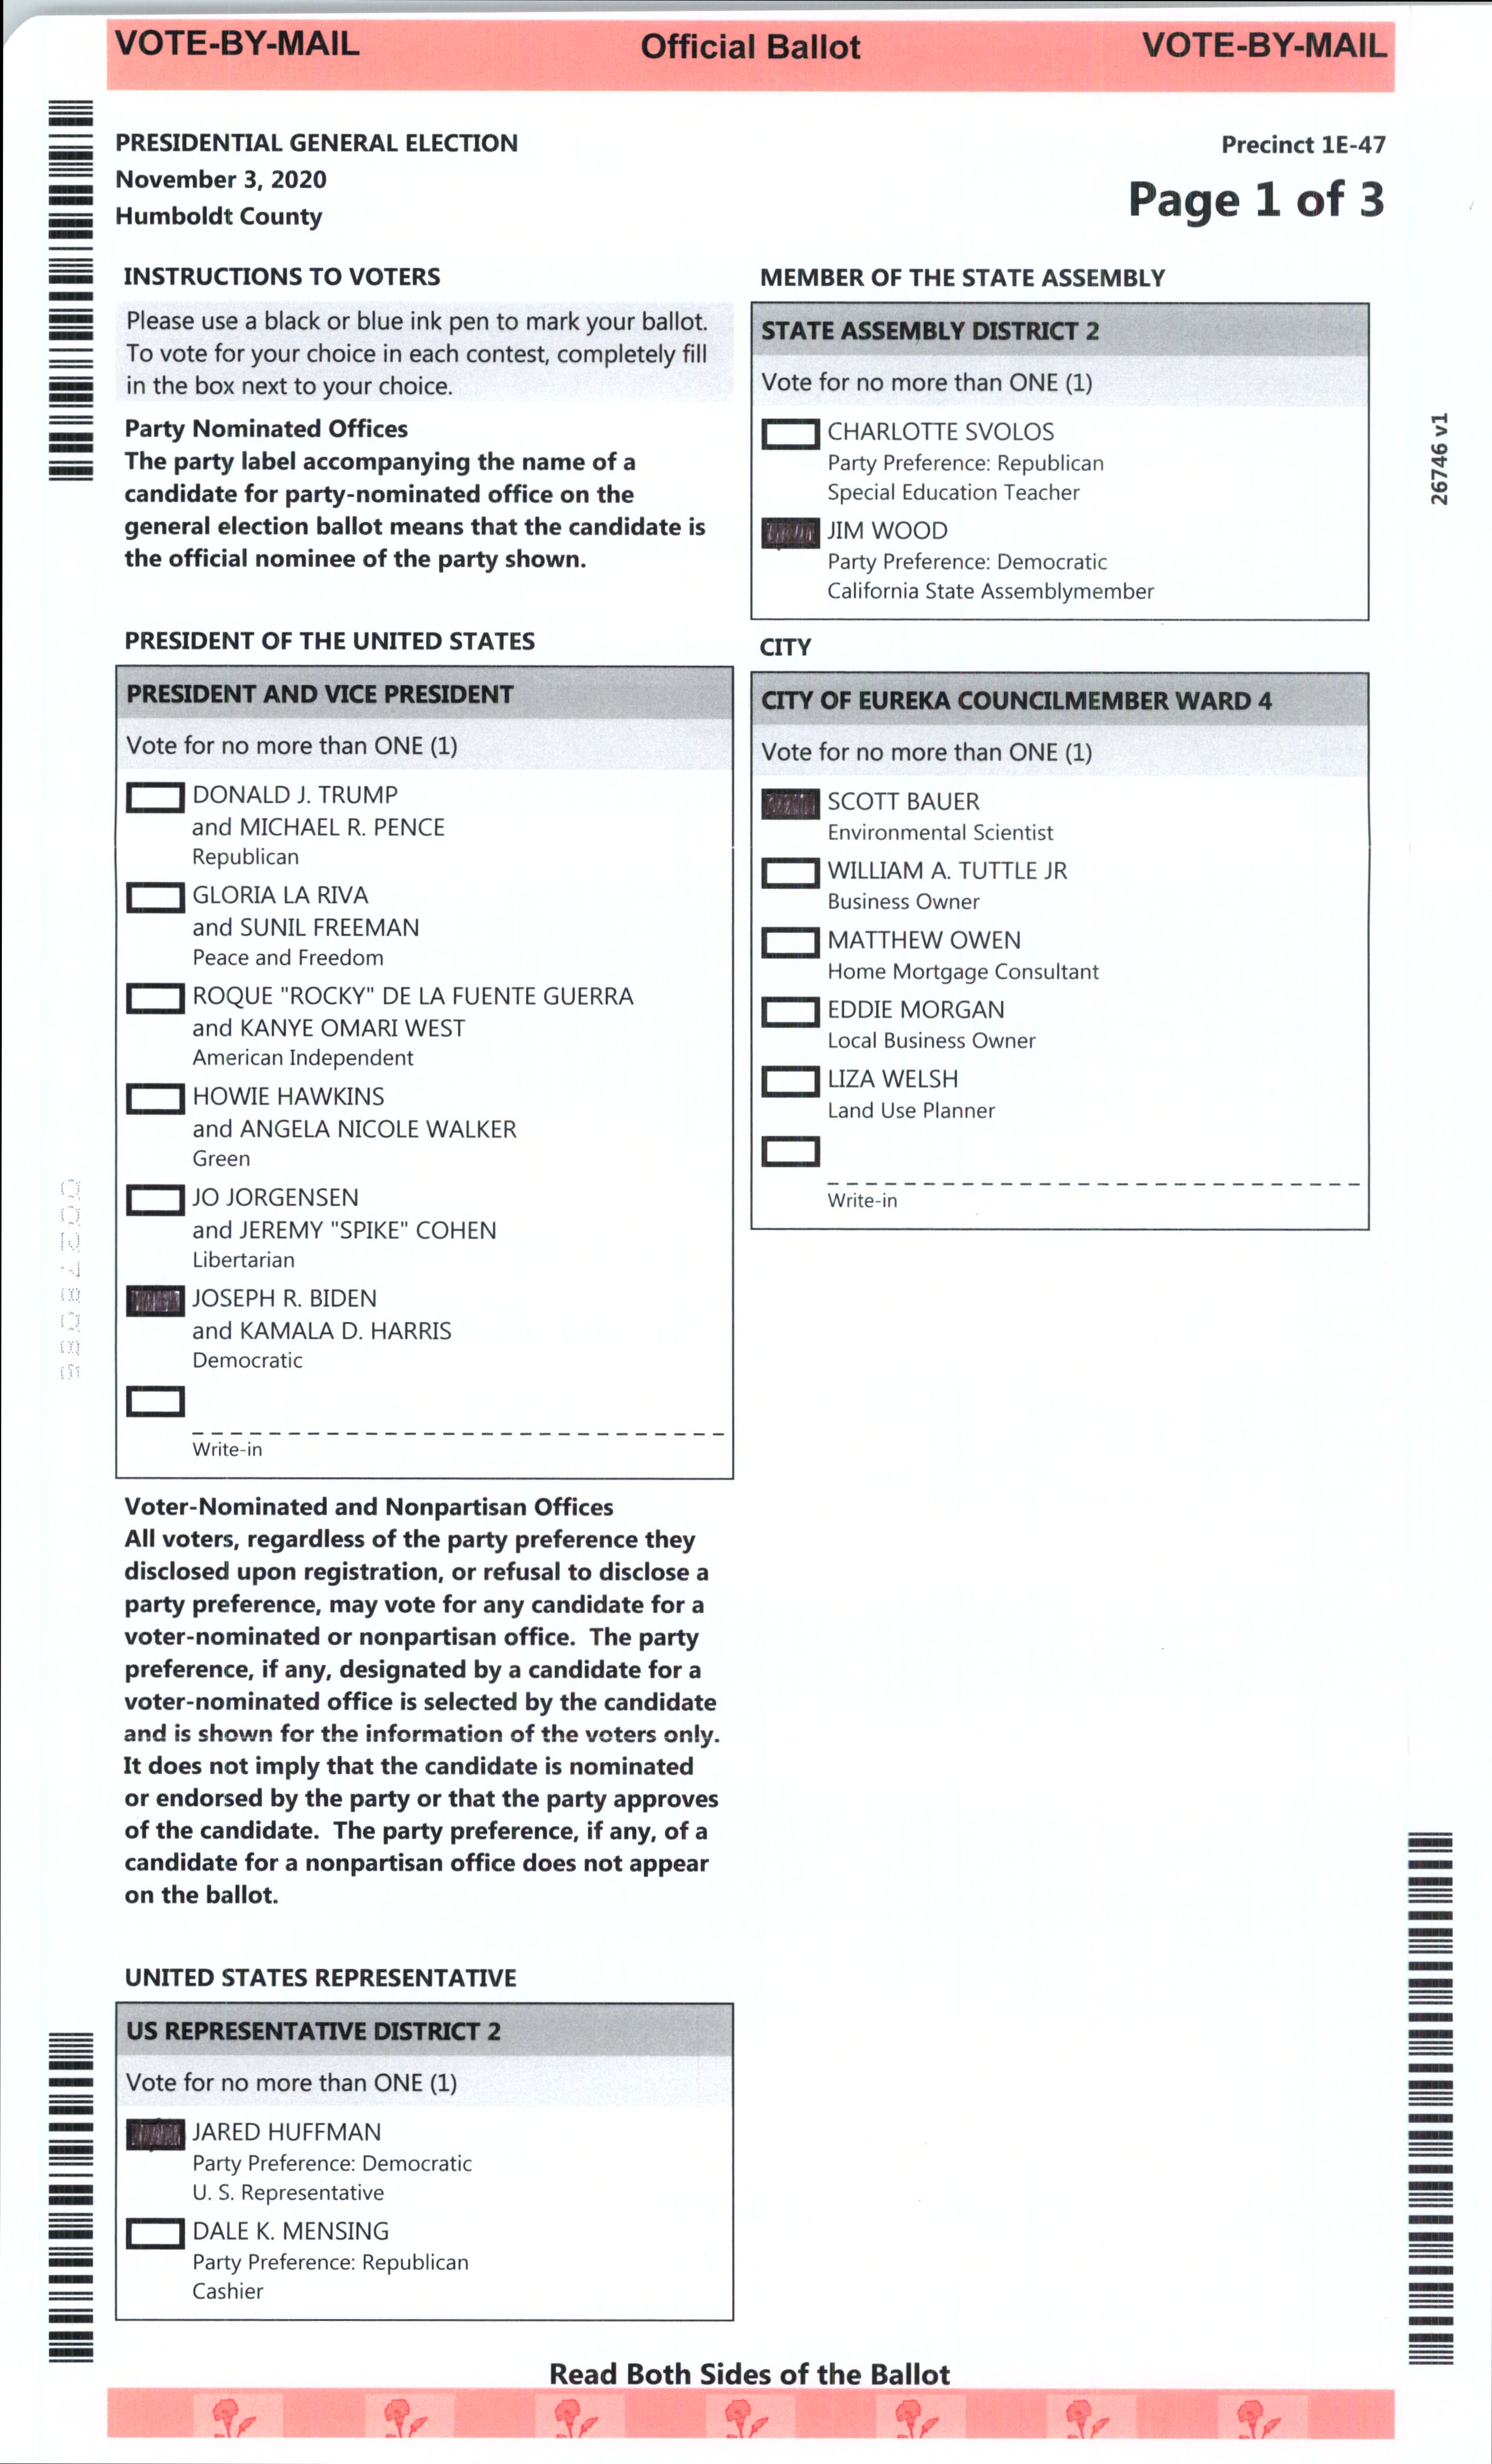 VOTE-BY-MAIL Official Ballot VOTE-BY-MAIL
PRESIDENTIAL GENERAL ELECTION
November 3, 2020
Humboldt County
Precinct 1E-47
Page 1 of 3
INSTRUCTIONS TO VOTERS
Please use a black or blue ink pen to mark your ballot.
To vote for your choice in each contest, completely fill
in the box next to your choice.
Party Nominated Offices
The party label accompanying the name of a
candidate for party-nominated office on the
general election ballot means that the candidate is
the official nominee of the party shown.
PRESIDENT OF THE UNITED STATES
PRESIDENT AND VICE PRESIDENT
Vote for no more than ONE (1)
DONALD J. TRUMP
and MICHAEL R. PENCE
Republican
GLORIA LA RIVA
and SUNIL FREEMAN
Peace and Freedom
ROQUE "ROCKY" DE LA FUENTE GUERRA
and KANYE OMARI WEST
American Independent
HOWIE HAWKINS
and ANGELA NICOLE WALKER
Green
JO JORGENSEN
and JEREMY "SPIKE" COHEN
Libertarian
JOSEPH R. BIDEN
and KAMALA D. HARRIS
Democratic
Write-in
Voter-Nominated and Nonpartisan Offices
All voters, regardless of the party preference they
disclosed upon registration, or refusal to disclose a
party preference, may vote for any candidate for a
voter-nominated or nonpartisan office. The party
preference, if any, designated by a candidate for a
voter-nominated office is selected by the candidate
and is shown for the information of the voters only.
It does not imply that the candidate is nominated
or endorsed by the party or that the party approves
of the candidate. The party preference, if any, of a
candidate for a nonpartisan office does not appear
on the ballot.
UNITED STATES REPRESENTATIVE
US REPRESENTATIVE DISTRICT 2
Vote for no more than ONE (1)
JARED HUFFMAN
Party Preference: Democratic
U. S. Representative
DALE K. MENSING
Party Preference: Republican
Cashier
MEMBER OF THE STATE ASSEMBLY
STATE ASSEMBLY DISTRICT 2
Vote for no more than ONE (1)
CHARLOTTE SVOLOS
Party Preference: Republican
Special Education Teacher
JIM WOOD
Party Preference: Democratic
California State Assemblymember
CITY
CITY OF EUREKA COUNCILMEMBER WARD 4
Vote for no more than ONE (1)
SCOTT BAUER
Environmental Scientist
WILLIAM A. TUTTLE JR
Business Owner
MATTHEW OWEN
Home Mortgage Consultant
EDDIE MORGAN
Local Business Owner
LIZA WELSH
Land Use Planner
Write-in
26746 v1
Read Both Sides of the Ballot